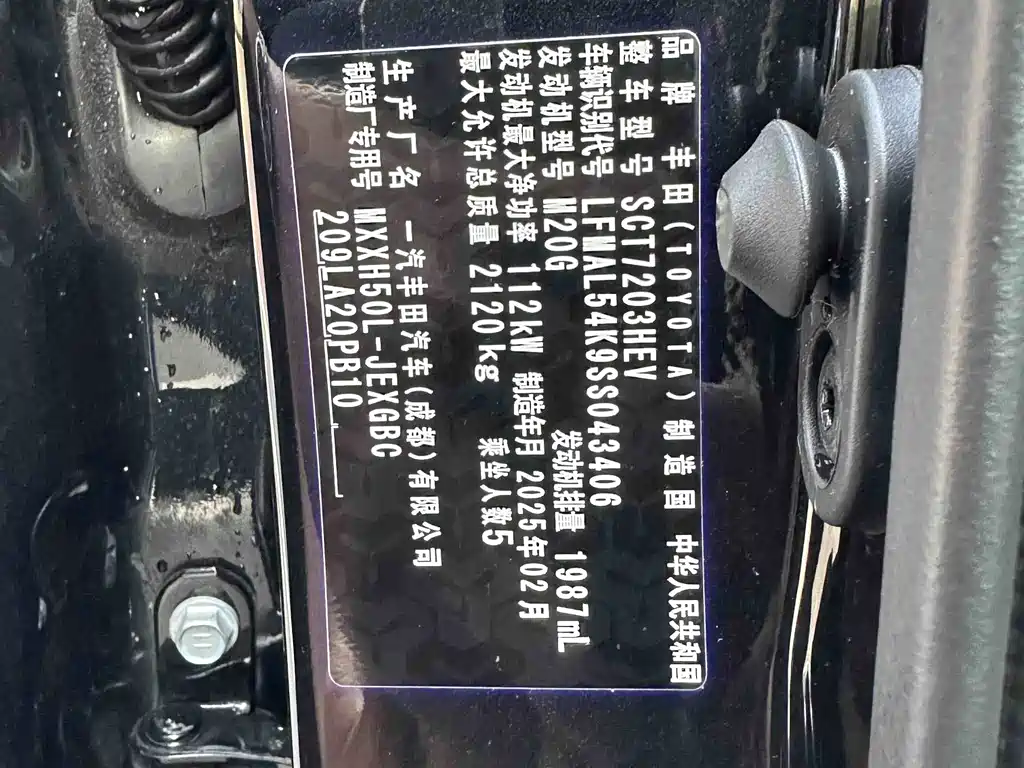 品牌 丰田(TOYOTA) 制造国 中华人民共和国
整车型号 SCT7203HEV
车辆识别代号 LFMAL54K9SS043406
发动机型号 M20G 发动机排量 1987mL
发动机最大净功率 112kW 制造年月 2025年02月
最大允许总质量 2120kg 乘坐人数5
生产厂名 一汽丰田汽车(成都)有限公司
制造厂专用号 MXXH50L-JEXGBC
209LA20PB10